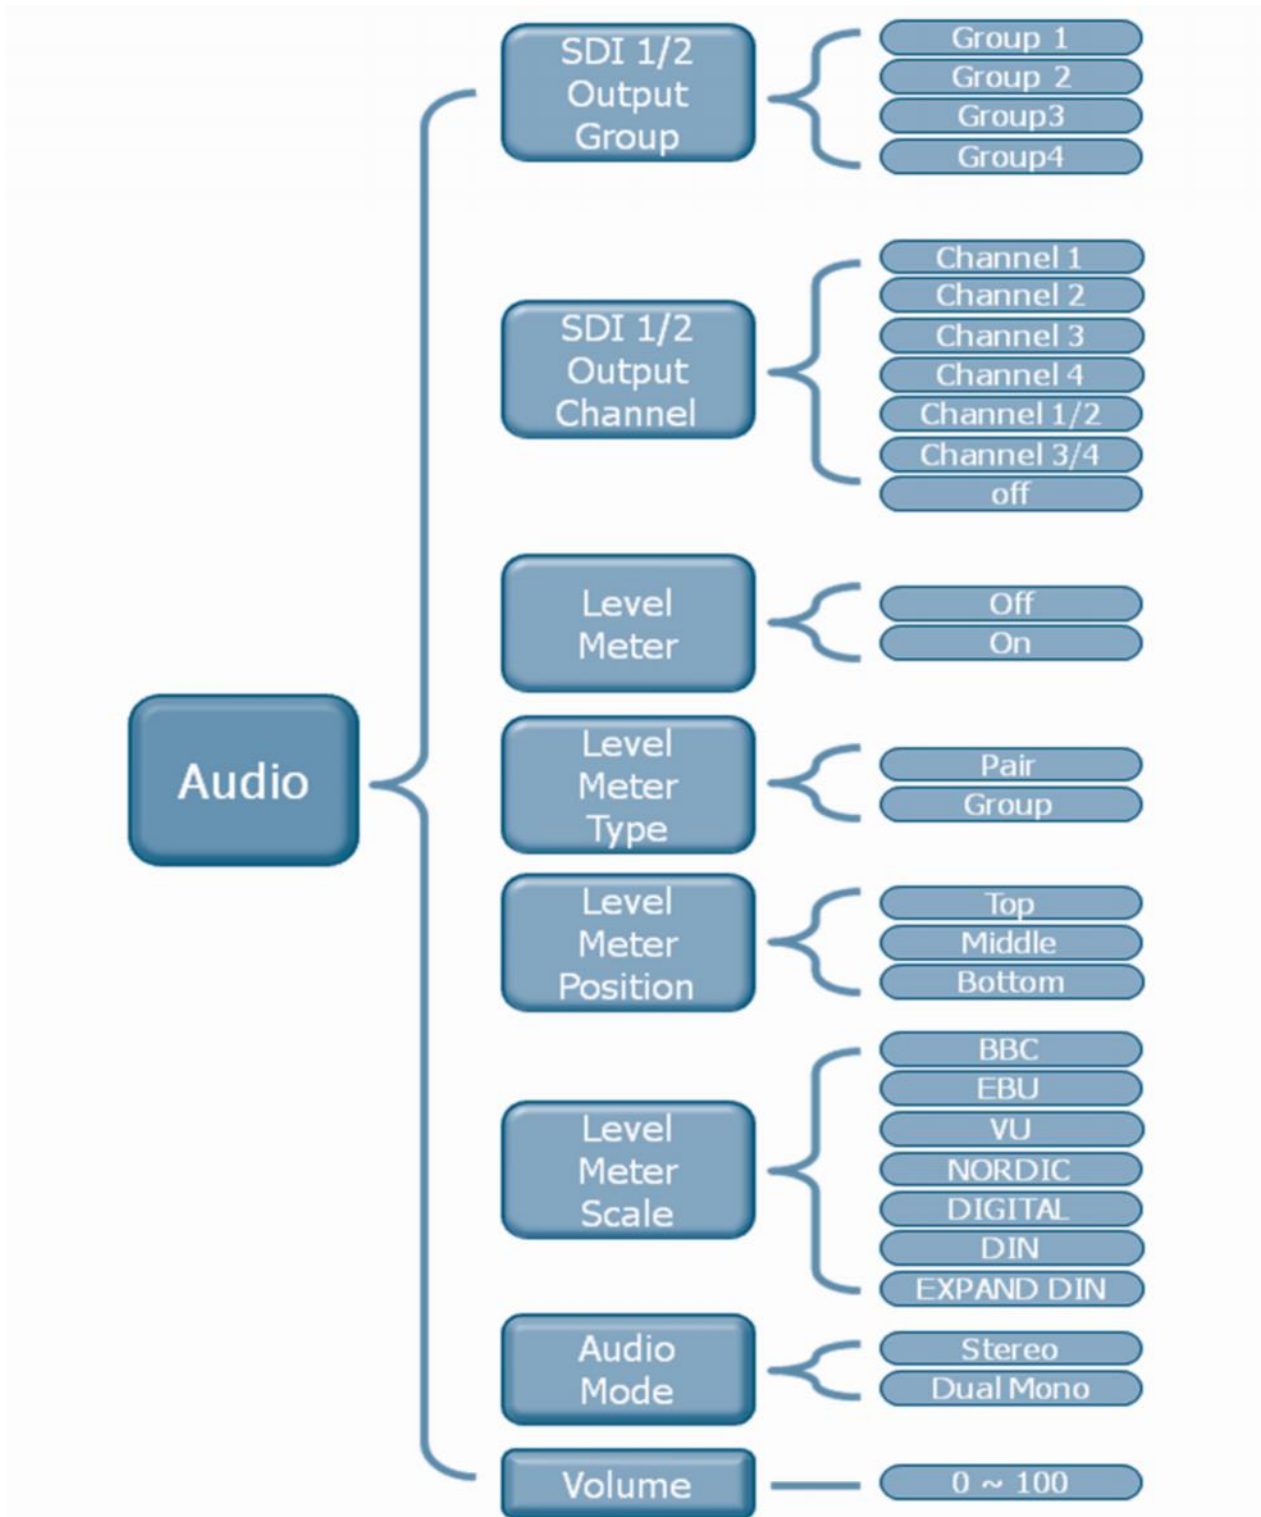 Audio
SDI 1/2
Output
Group
Group 1
Group 2
Group3
Group4
SDI 1/2
Output
Channel
Channel 1
Channel 2
Channel 3
Channel 4
Channel 1/2
Channel 3/4
off
Level
Meter
Off
On
Level
Meter
Type
Pair
Group
Level
Meter
Position
Top
Middle
Bottom
Level
Meter
Scale
BBC
EBU
VU
NORDIC
DIGITAL
DIN
EXPAND DIN
Audio
Mode
Stereo
Dual Mono
Volume
0 ~ 100